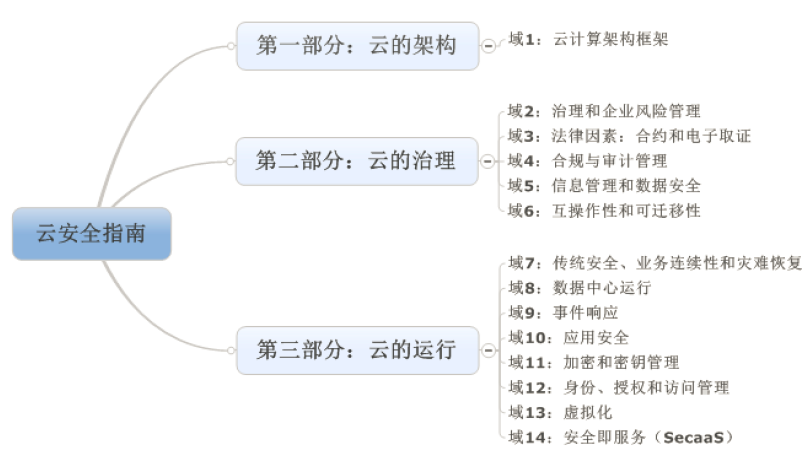 云安全指南
第一部分：云的架构
域1：云计算架构框架
第二部分：云的治理
域2：治理和企业风险管理
域3：法律因素：合约和电子取证
域4：合规与审计管理
域5：信息管理和数据安全
域6：互操作性和可迁移性
第三部分：云的运行
域7：传统安全、业务连续性和灾难恢复
域8：数据中心运行
域9：事件响应
域10：应用安全
域11：加密和密钥管理
域12：身份、授权和访问管理
域13：虚拟化
域14：安全即服务（SecaaS）